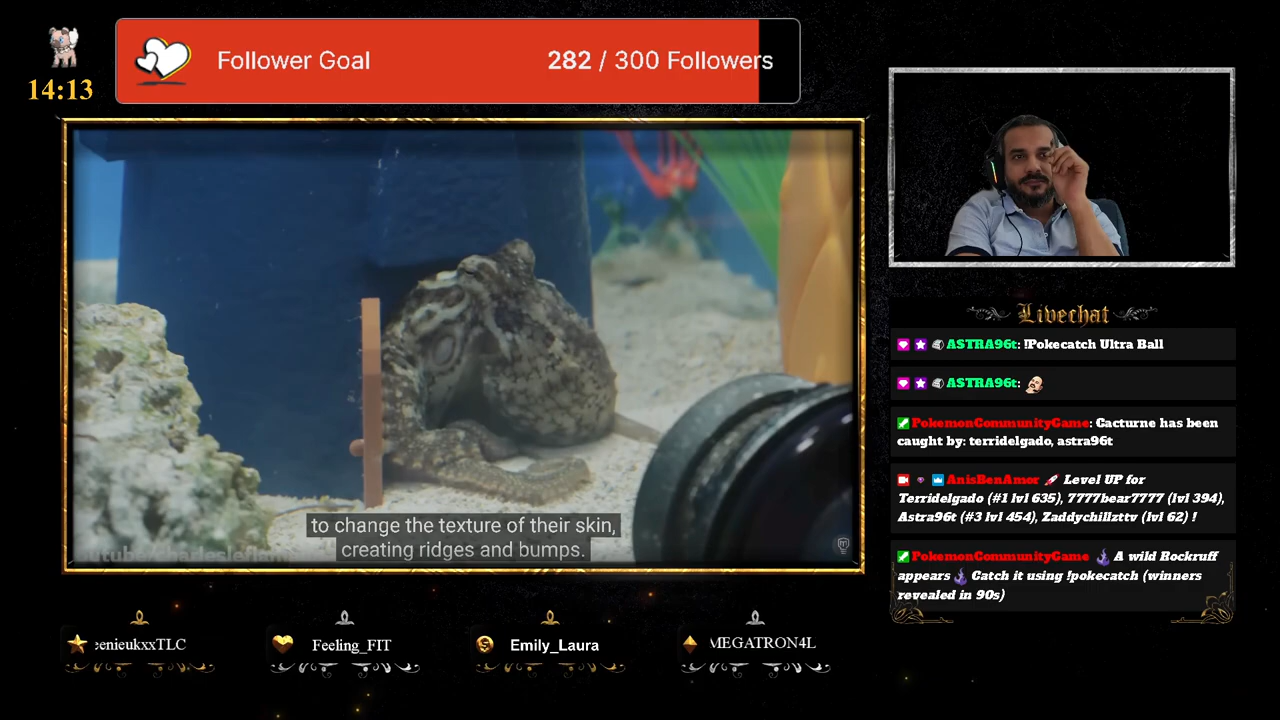 Follower Goal
282 / 300 Followers
14:13
to change the texture of their skin,
creating ridges and bumps.
Livechat
ASTRA96t: !Pokecatch Ultra Ball
ASTRA96t:
PokemonCommunityGame: Cacturne has been
caught by: terridelgado, astra96t
AnisBenAmor Level UP for
Terridelgado (#1 lvl 635), 7777bear7777 (lvl 394),
Astra96t (#3 lvl 454), Zaddychillzttv (lvl 62) !
PokemonCommunityGame A wild Rockruff
appears Catch it using !pokecatch (winners
revealed in 90s)
eenieukxxTLC
Feeling_FIT
Emily_Laura
MEGATRON4L